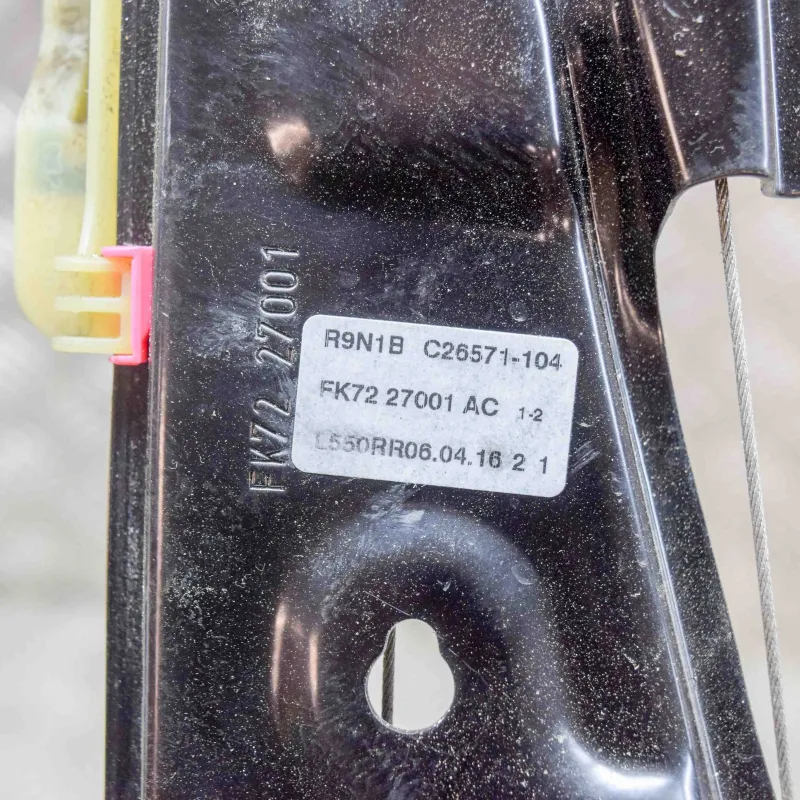 FK72 27001
R9N1B C26571-104
FK72 27001 AC 1-2
L550RR06.04.16 2 1